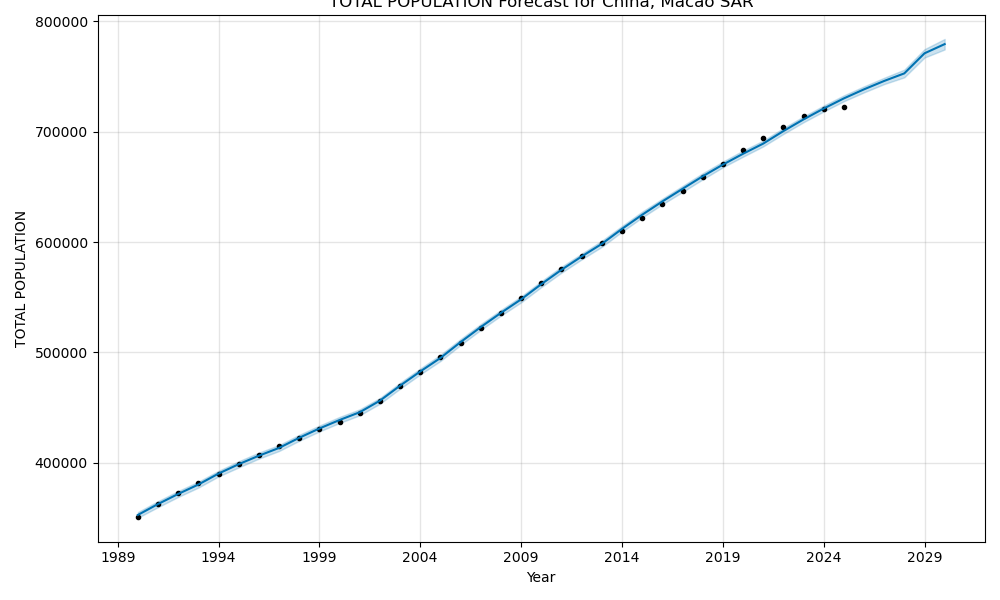 TOTAL POPULATION Forecast for China, Macao SAR
800000
700000
600000
500000
400000
TOTAL POPULATION
1989 1994 1999 2004 2009 2014 2019 2024 2029
Year